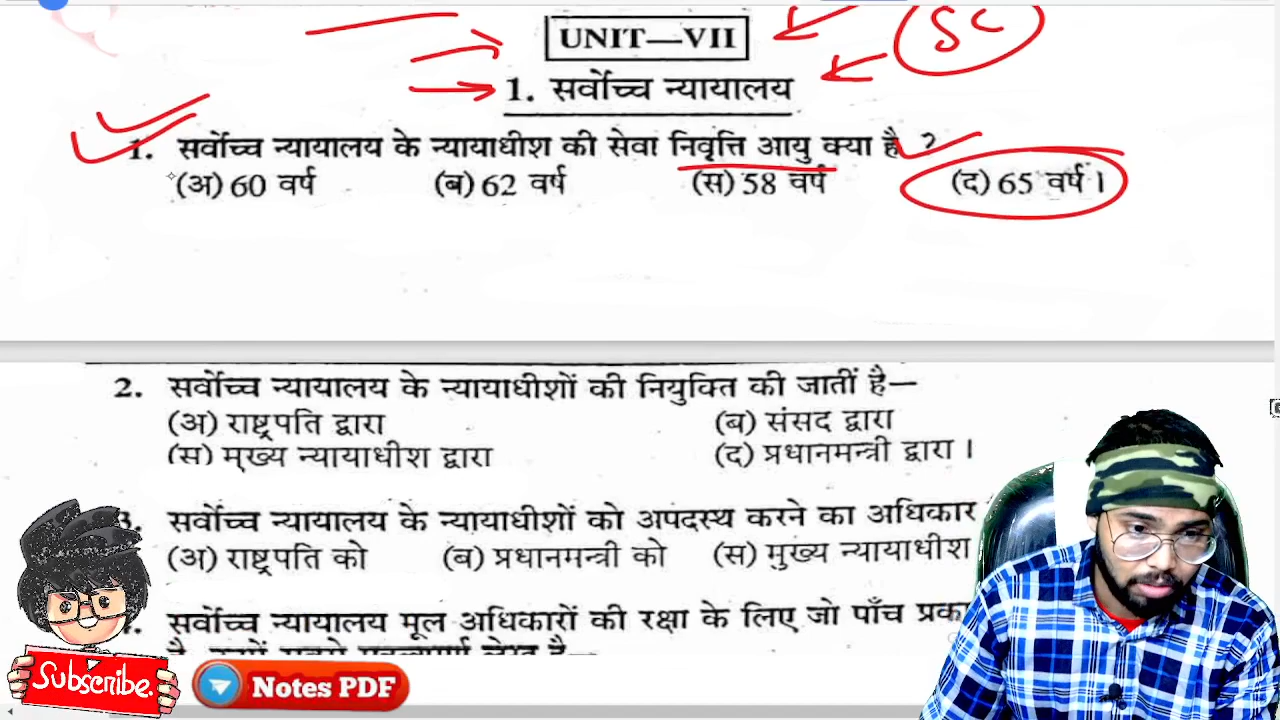 SC
UNIT—VII
1. सर्वोच्च न्यायालय
1. सर्वोच्च न्यायालय के न्यायाधीश की सेवा निवृत्ति आयु क्या है ?
(अ) 60 वर्ष (ब) 62 वर्ष (स) 58 वर्ष (द) 65 वर्ष।
2. सर्वोच्च न्यायालय के न्यायाधीशों की नियुक्ति की जातीं है—
(अ) राष्ट्रपति द्वारा (ब) संसद द्वारा
(स) मुख्य न्यायाधीश द्वारा (द) प्रधानमन्त्री द्वारा।
3. सर्वोच्च न्यायालय के न्यायाधीशों को अपदस्थ करने का अधिकार
(अ) राष्ट्रपति को (ब) प्रधानमन्त्री को (स) मुख्य न्यायाधीश
सर्वोच्च न्यायालय मूल अधिकारों की रक्षा के लिए जो पाँच
Subscribe.
Notes PDF